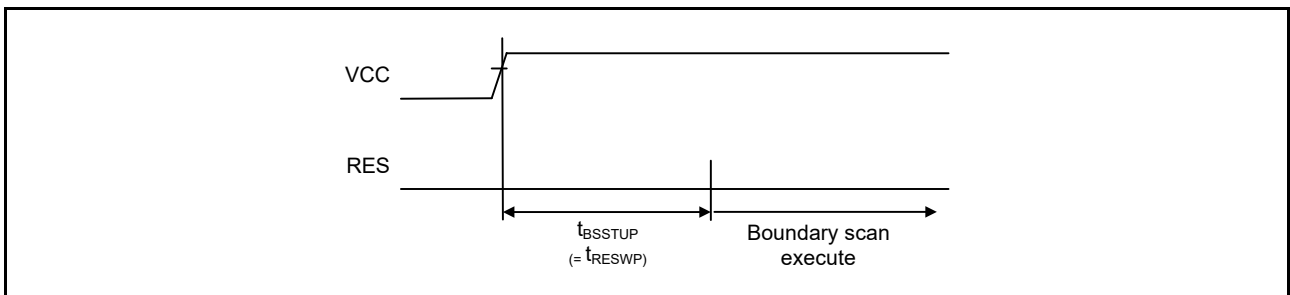 VCC
RES
tBSSTUP
(= tRESWP)
Boundary scan
execute